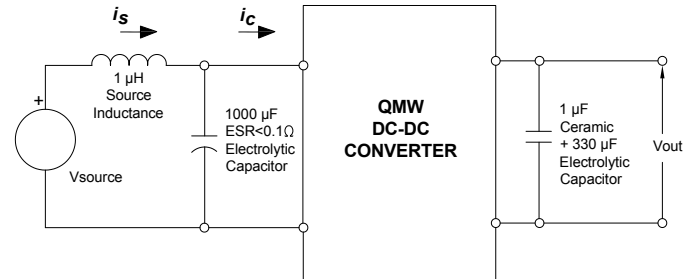 iS
iC
+
1 µH
Source
Inductance
Vsource
1000 µF
ESR<0.1Ω
Electrolytic
Capacitor
QMW
DC-DC
CONVERTER
1 µF
Ceramic
+ 330 µF
Electrolytic
Capacitor
Vout